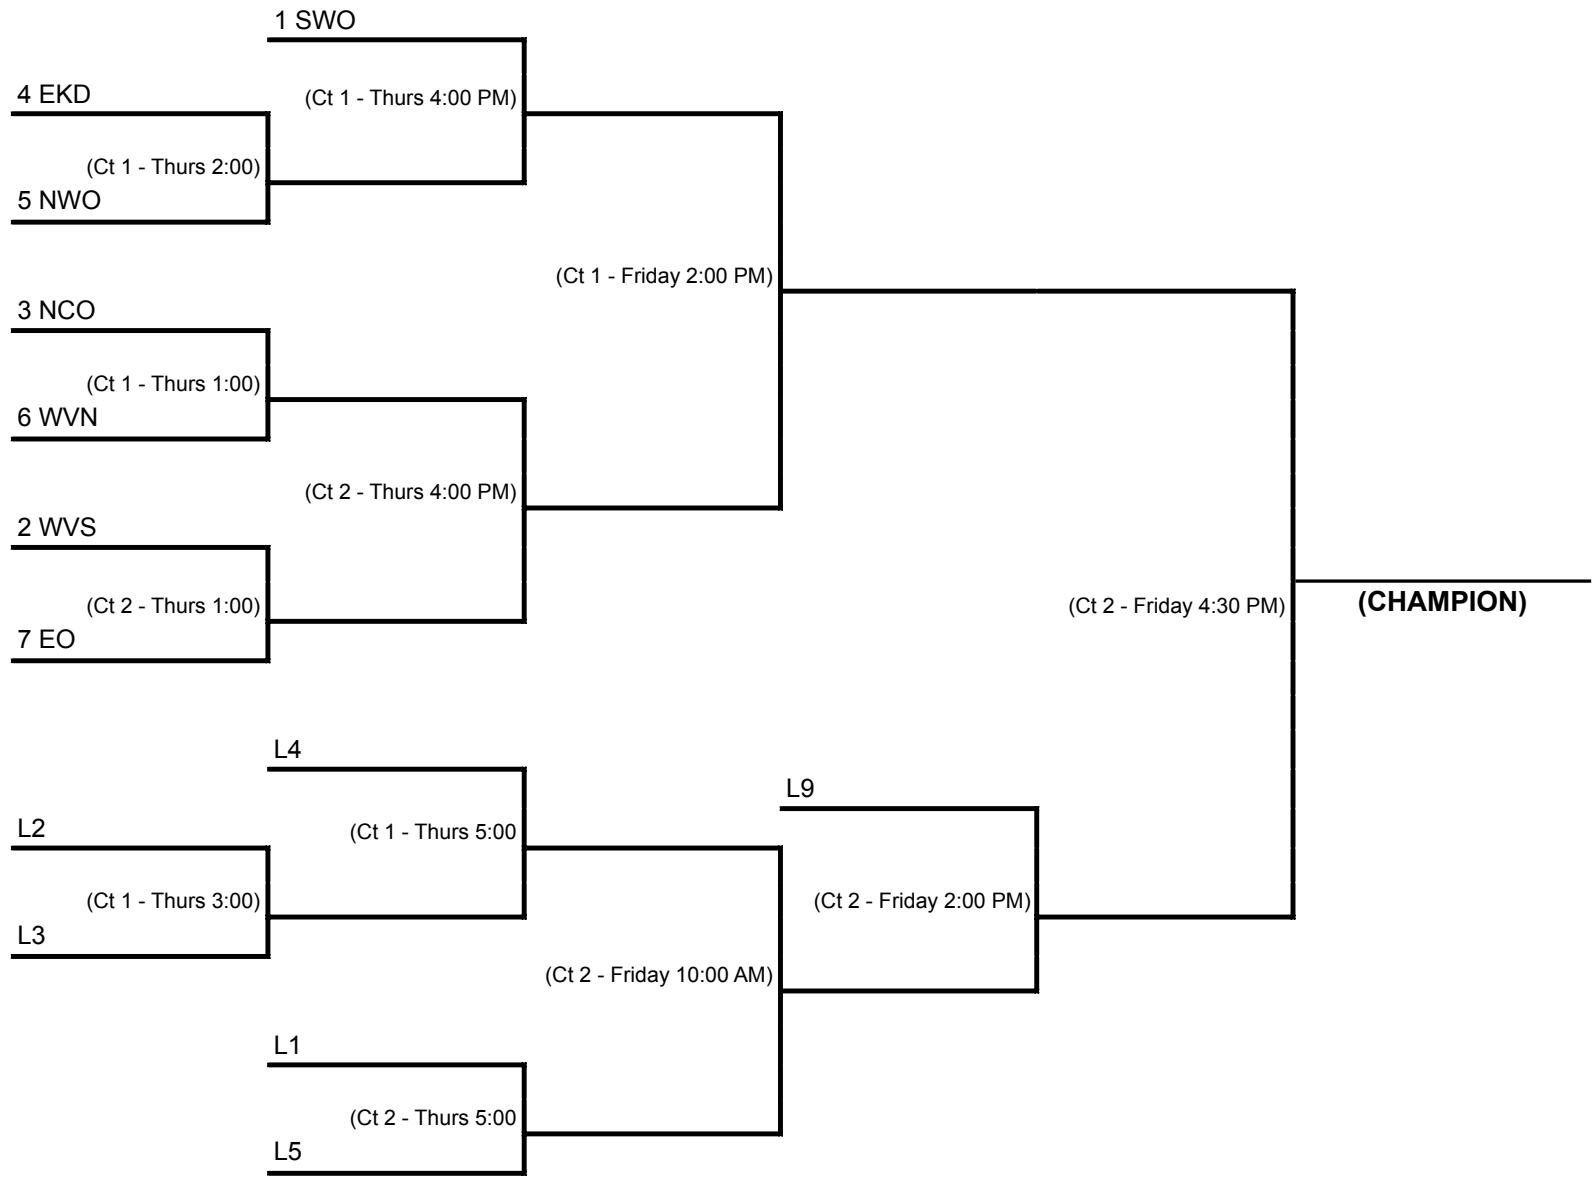 1 SWO
4 EKD
(Ct 1 - Thurs 4:00 PM)
(Ct 1 - Thurs 2:00)
5 NWO
(Ct 1 - Friday 2:00 PM)
3 NCO
(Ct 1 - Thurs 1:00)
6 WVN
(Ct 2 - Thurs 4:00 PM)
2 WVS
(Ct 2 - Thurs 1:00)
7 EO
(Ct 2 - Friday 4:30 PM)
(CHAMPION)
L4
L9
L2
(Ct 1 - Thurs 5:00
(Ct 1 - Thurs 3:00)
(Ct 2 - Friday 2:00 PM)
L3
(Ct 2 - Friday 10:00 AM)
L1
(Ct 2 - Thurs 5:00
L5